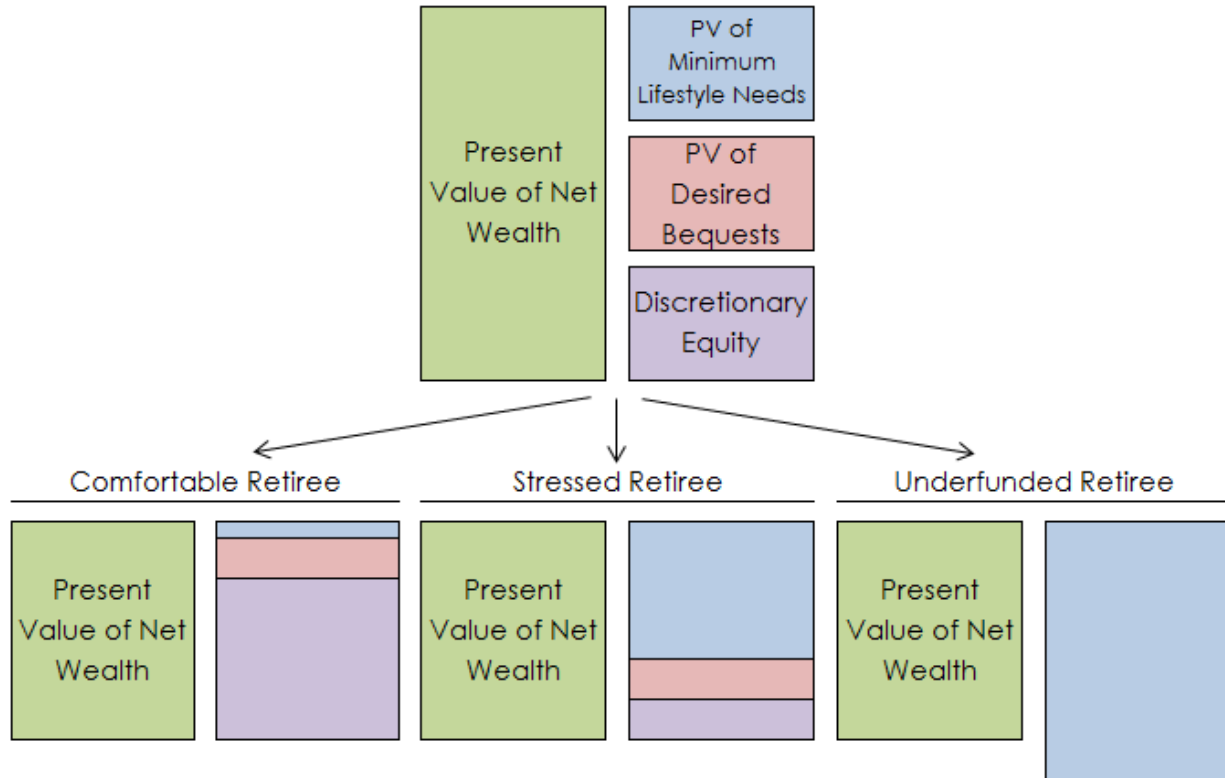 Present
Value of Net
Wealth
PV of
Minimum
Lifestyle Needs
PV of
Desired
Bequests
Discretionary
Equity
Comfortable Retiree
Stressed Retiree
Underfunded Retiree
Present
Value of Net
Wealth
Present
Value of Net
Wealth
Present
Value of Net
Wealth